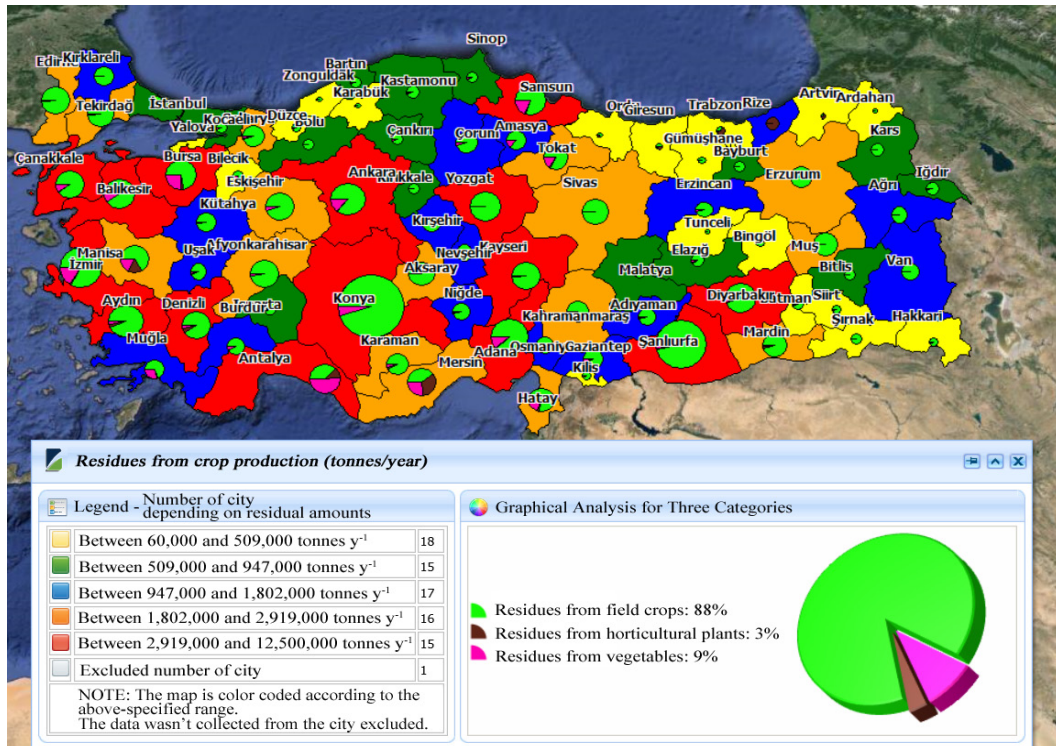 Sinop
Kırklareli
Bartın
Zonguldak
Kastamonu
Karabük
Samsun
Tekirdağ
İstanbul
Düzce
Bolu
Yalova
Çankırı
Çorum
Amasya
Tokat
Giresun
Trabzon
Rize
Artvin
Ardahan
Kars
Gümüşhane
Bayburt
Erzurum
Iğdır
Ağrı
Çanakkale
Bursa
Bilecik
Balıkesir
Eskişehir
Kütahya
Ankara
Yozgat
Sivas
Erzincan
Tunceli
Bingöl
Muş
Kırşehir
Nevşehir
Kayseri
Elazığ
Malatya
Bitlis
Van
Manisa
İzmir
Uşak
Afyonkarahisar
Aksaray
Aydın
Denizli
Burdur
Konya
Niğde
Adıyaman
Diyarbakır
Siirt
Şırnak
Hakkari
Muğla
Antalya
Karaman
Mersin
Adana
Kahramanmaraş
Gaziantep
Şanlıurfa
Mardin
Kilis
Hatay
Residues from crop production (tonnes/year)
Legend - Number of city
depending on residual amounts
Between 60,000 and 509,000 tonnes y⁻¹ 18
Between 509,000 and 947,000 tonnes y⁻¹ 15
Between 947,000 and 1,802,000 tonnes y⁻¹ 17
Between 1,802,000 and 2,919,000 tonnes y⁻¹ 16
Between 2,919,000 and 12,500,000 tonnes y⁻¹ 15
Excluded number of city 1
NOTE: The map is color coded according to the
above-specified range.
The data wasn't collected from the city excluded.
Graphical Analysis for Three Categories
Residues from field crops: 88%
Residues from horticultural plants: 3%
Residues from vegetables: 9%